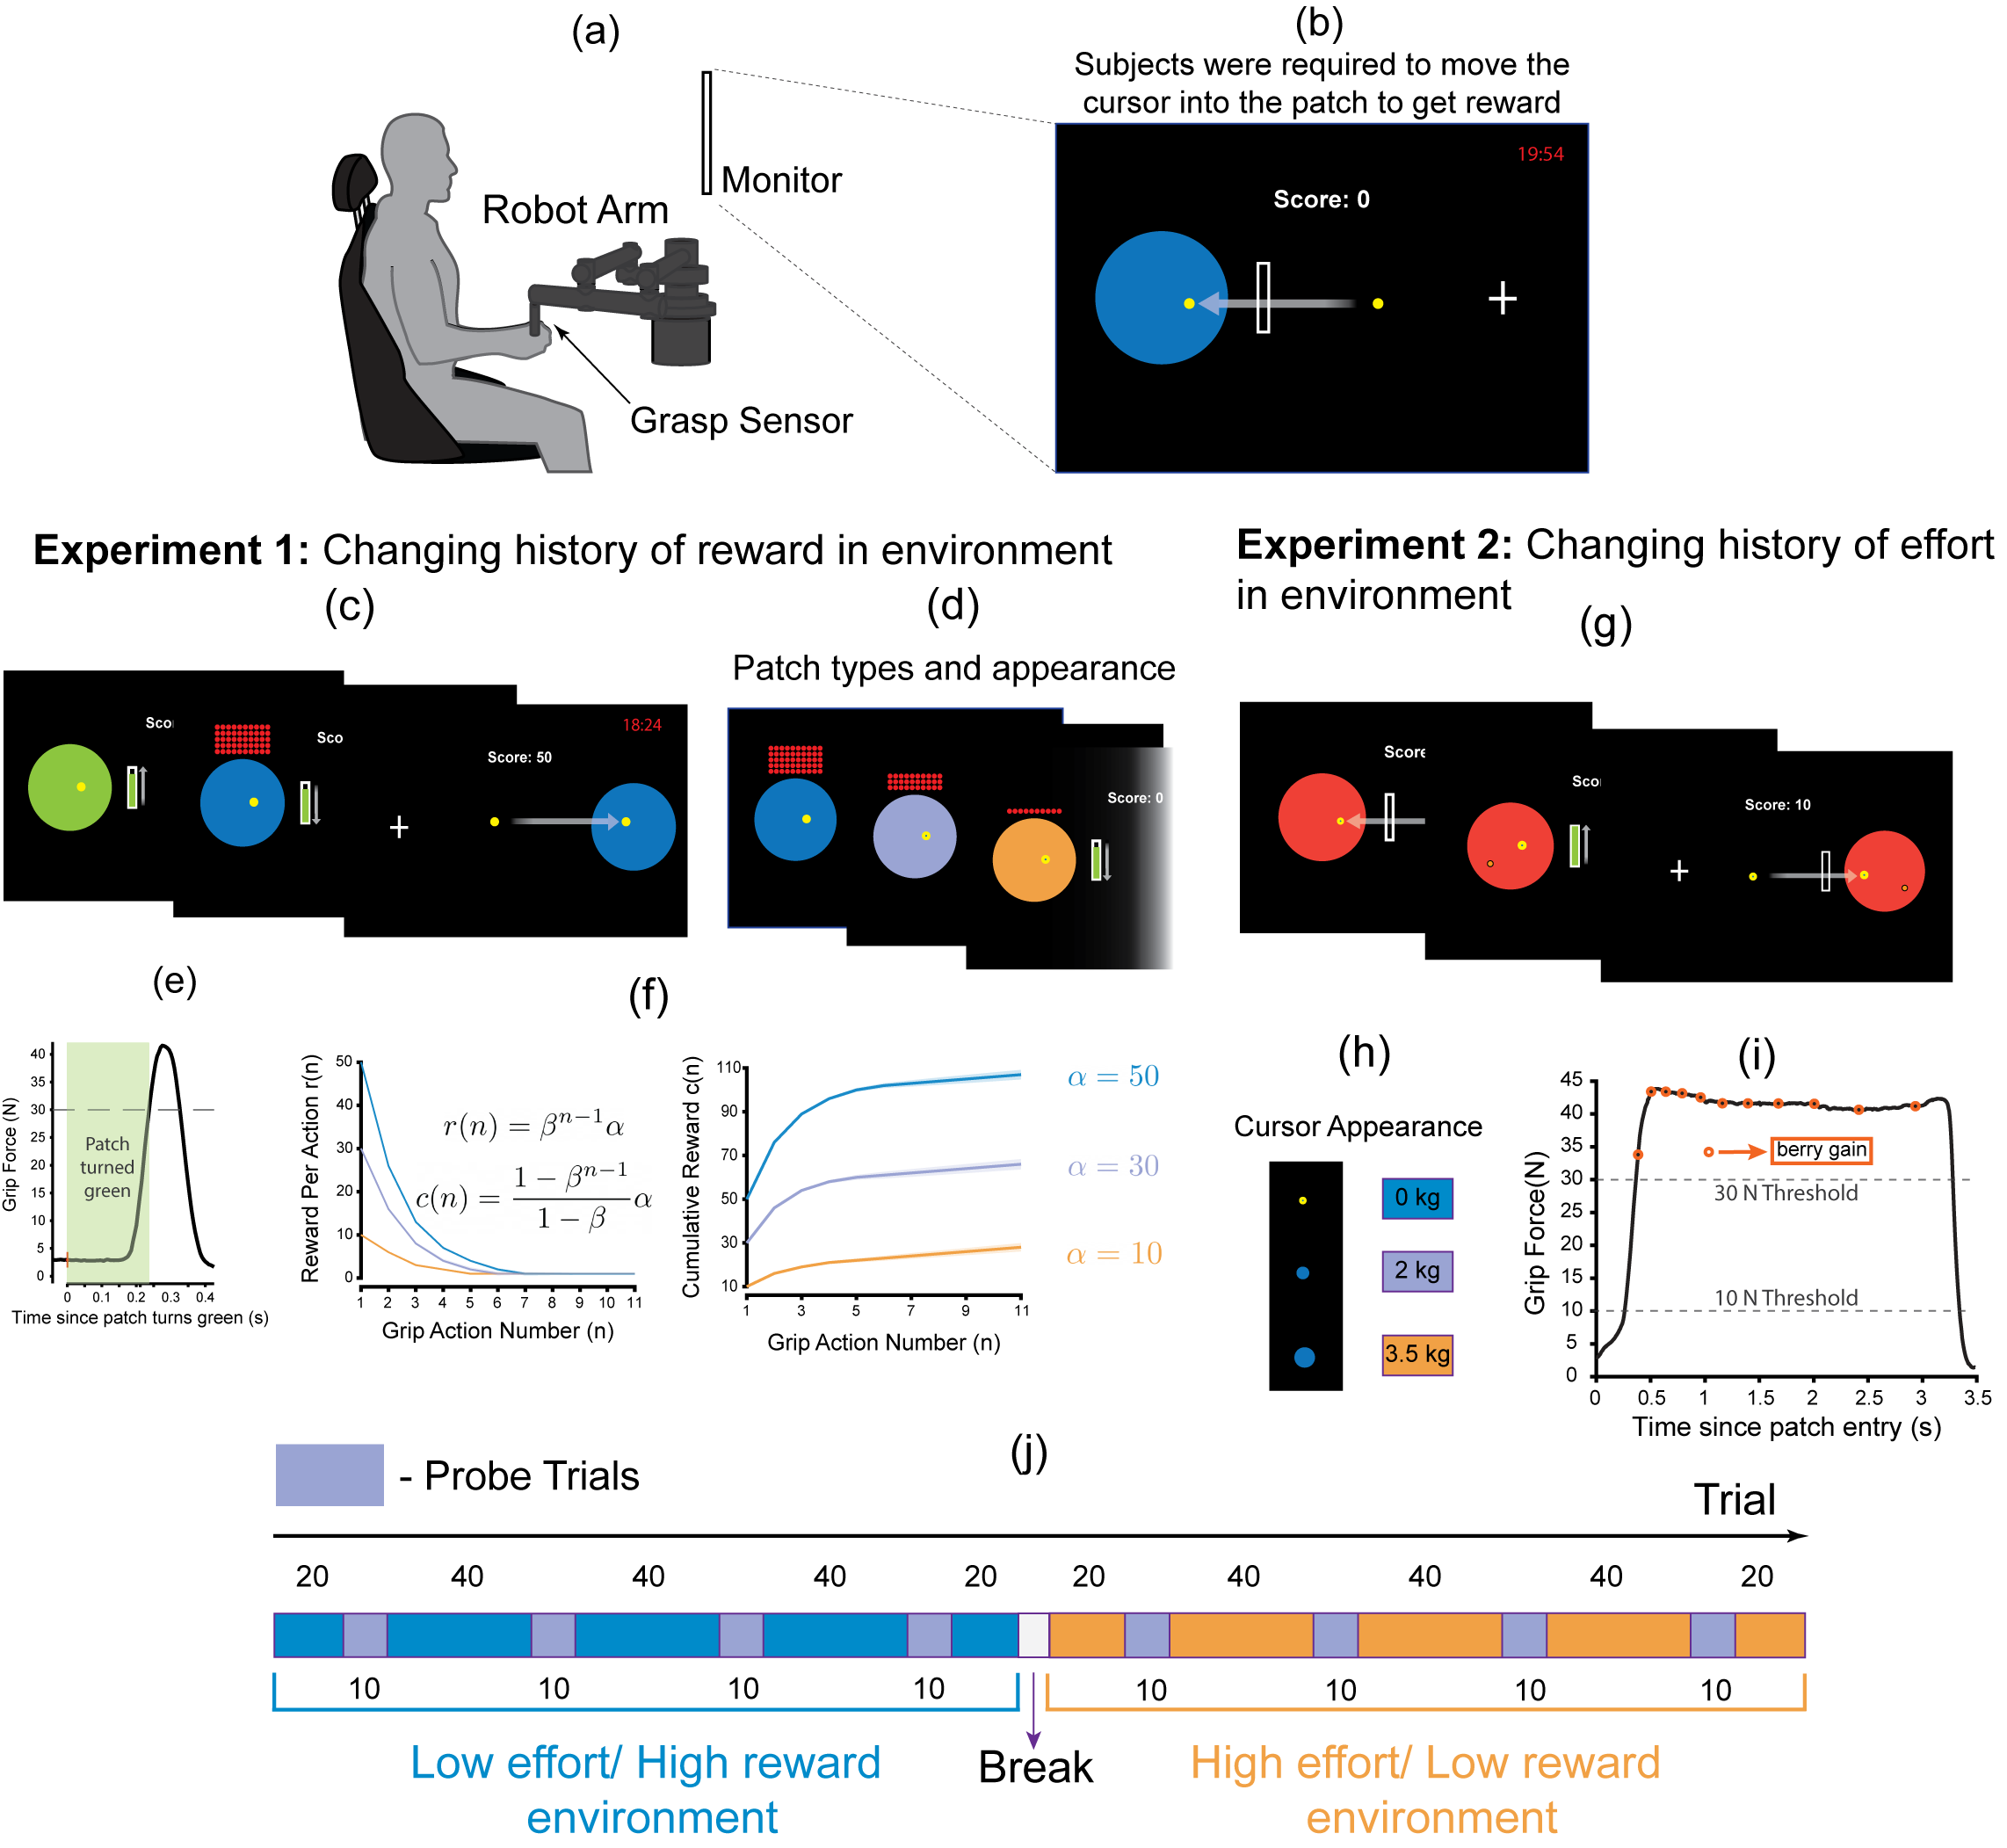 (a)
Monitor
Robot Arm
Grasp Sensor
(b)
Subjects were required to move the
cursor into the patch to get reward
19:54
Score: 0
Experiment 1: Changing history of reward in environment
Experiment 2: Changing history of effort
in environment
(c)
Sco
Sco
18:24
Score: 50
(d)
Patch types and appearance
Score: 0
(g)
Score
Sco
Score: 10
(e)
Grip Force (N)
40
35
30
25
20
15
10
5
0
Patch
turned
green
0 0.1 0.2 0.3 0.4
Time since patch turns green (s)
(f)
Reward Per Action r(n)
50
40
30
20
10
0
r(n) = β^{n−1}α
c(n) = \frac{1 − β^{n−1}}{1 − β}α
1 2 3 4 5 6 7 8 9 10 11
Grip Action Number (n)
Cumulative Reward c(n)
110
90
70
50
30
10
α = 50
α = 30
α = 10
1 3 5 7 9 11
Grip Action Number (n)
(h)
Cursor Appearance
0 kg
2 kg
3.5 kg
(i)
Grip Force(N)
45
40
35
30
25
20
15
10
5
0
berry gain
30 N Threshold
10 N Threshold
0 0.5 1 1.5 2 2.5 3 3.5
Time since patch entry (s)
(j)
- Probe Trials
Trial
20 40 40 40 20 20 40 40 40 20
10 10 10 10 10 10 10 10
Low effort/ High reward
environment
Break
High effort/ Low reward
environment